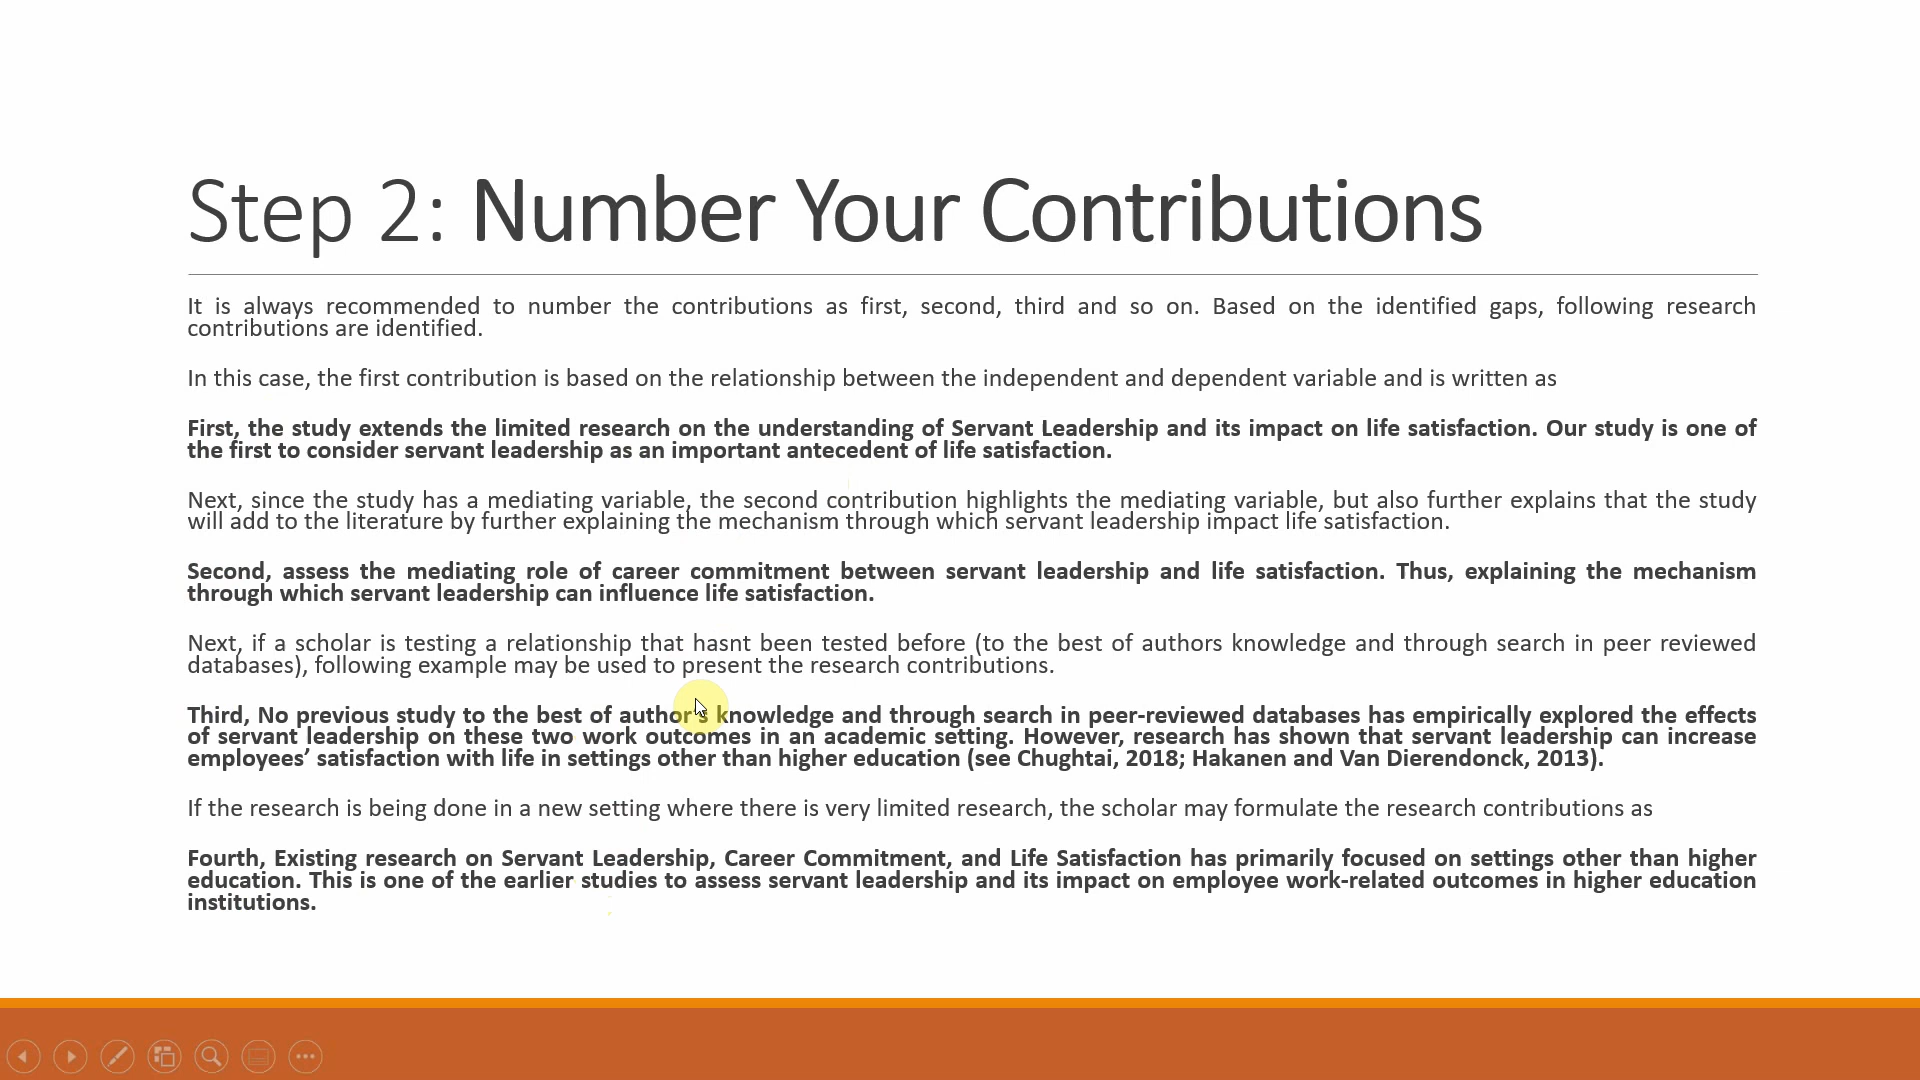 Step 2: Number Your Contributions
It is always recommended to number the contributions as first, second, third and so on. Based on the identified gaps, following research
contributions are identified.
In this case, the first contribution is based on the relationship between the independent and dependent variable and is written as
First, the study extends the limited research on the understanding of Servant Leadership and its impact on life satisfaction. Our study is one of
the first to consider servant leadership as an important antecedent of life satisfaction.
Next, since the study has a mediating variable, the second contribution highlights the mediating variable, but also further explains that the study
will add to the literature by further explaining the mechanism through which servant leadership impact life satisfaction.
Second, assess the mediating role of career commitment between servant leadership and life satisfaction. Thus, explaining the mechanism
through which servant leadership can influence life satisfaction.
Next, if a scholar is testing a relationship that hasnt been tested before (to the best of authors knowledge and through search in peer reviewed
databases), following example may be used to present the research contributions.
Third, No previous study to the best of author's knowledge and through search in peer-reviewed databases has empirically explored the effects
of servant leadership on these two work outcomes in an academic setting. However, research has shown that servant leadership can increase
employees’ satisfaction with life in settings other than higher education (see Chughtai, 2018; Hakanen and Van Dierendonck, 2013).
If the research is being done in a new setting where there is very limited research, the scholar may formulate the research contributions as
Fourth, Existing research on Servant Leadership, Career Commitment, and Life Satisfaction has primarily focused on settings other than higher
education. This is one of the earlier studies to assess servant leadership and its impact on employee work-related outcomes in higher education
institutions.